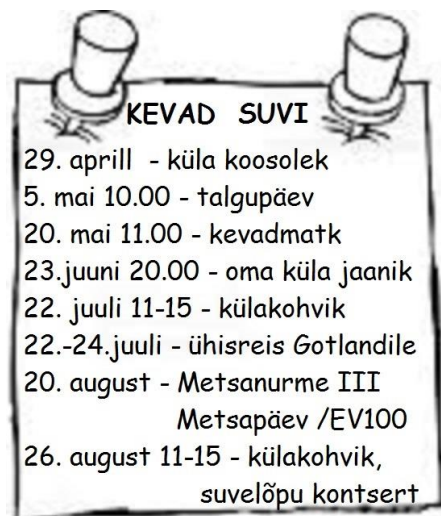 KEVAD SUVI
29. aprill - küla koosolek
5. mai 10.00 - talgupäev
20. mai 11.00 - kevadmatk
23.juuni 20.00 - oma küla jaanik
22. juuli 11-15 - külakohvik
22.-24.juuli - ühisreis Gotlandile
20. august - Metsanurme III
Metsapäev /EV100
26. august 11-15 - külakohvik,
suvelõpu kontsert